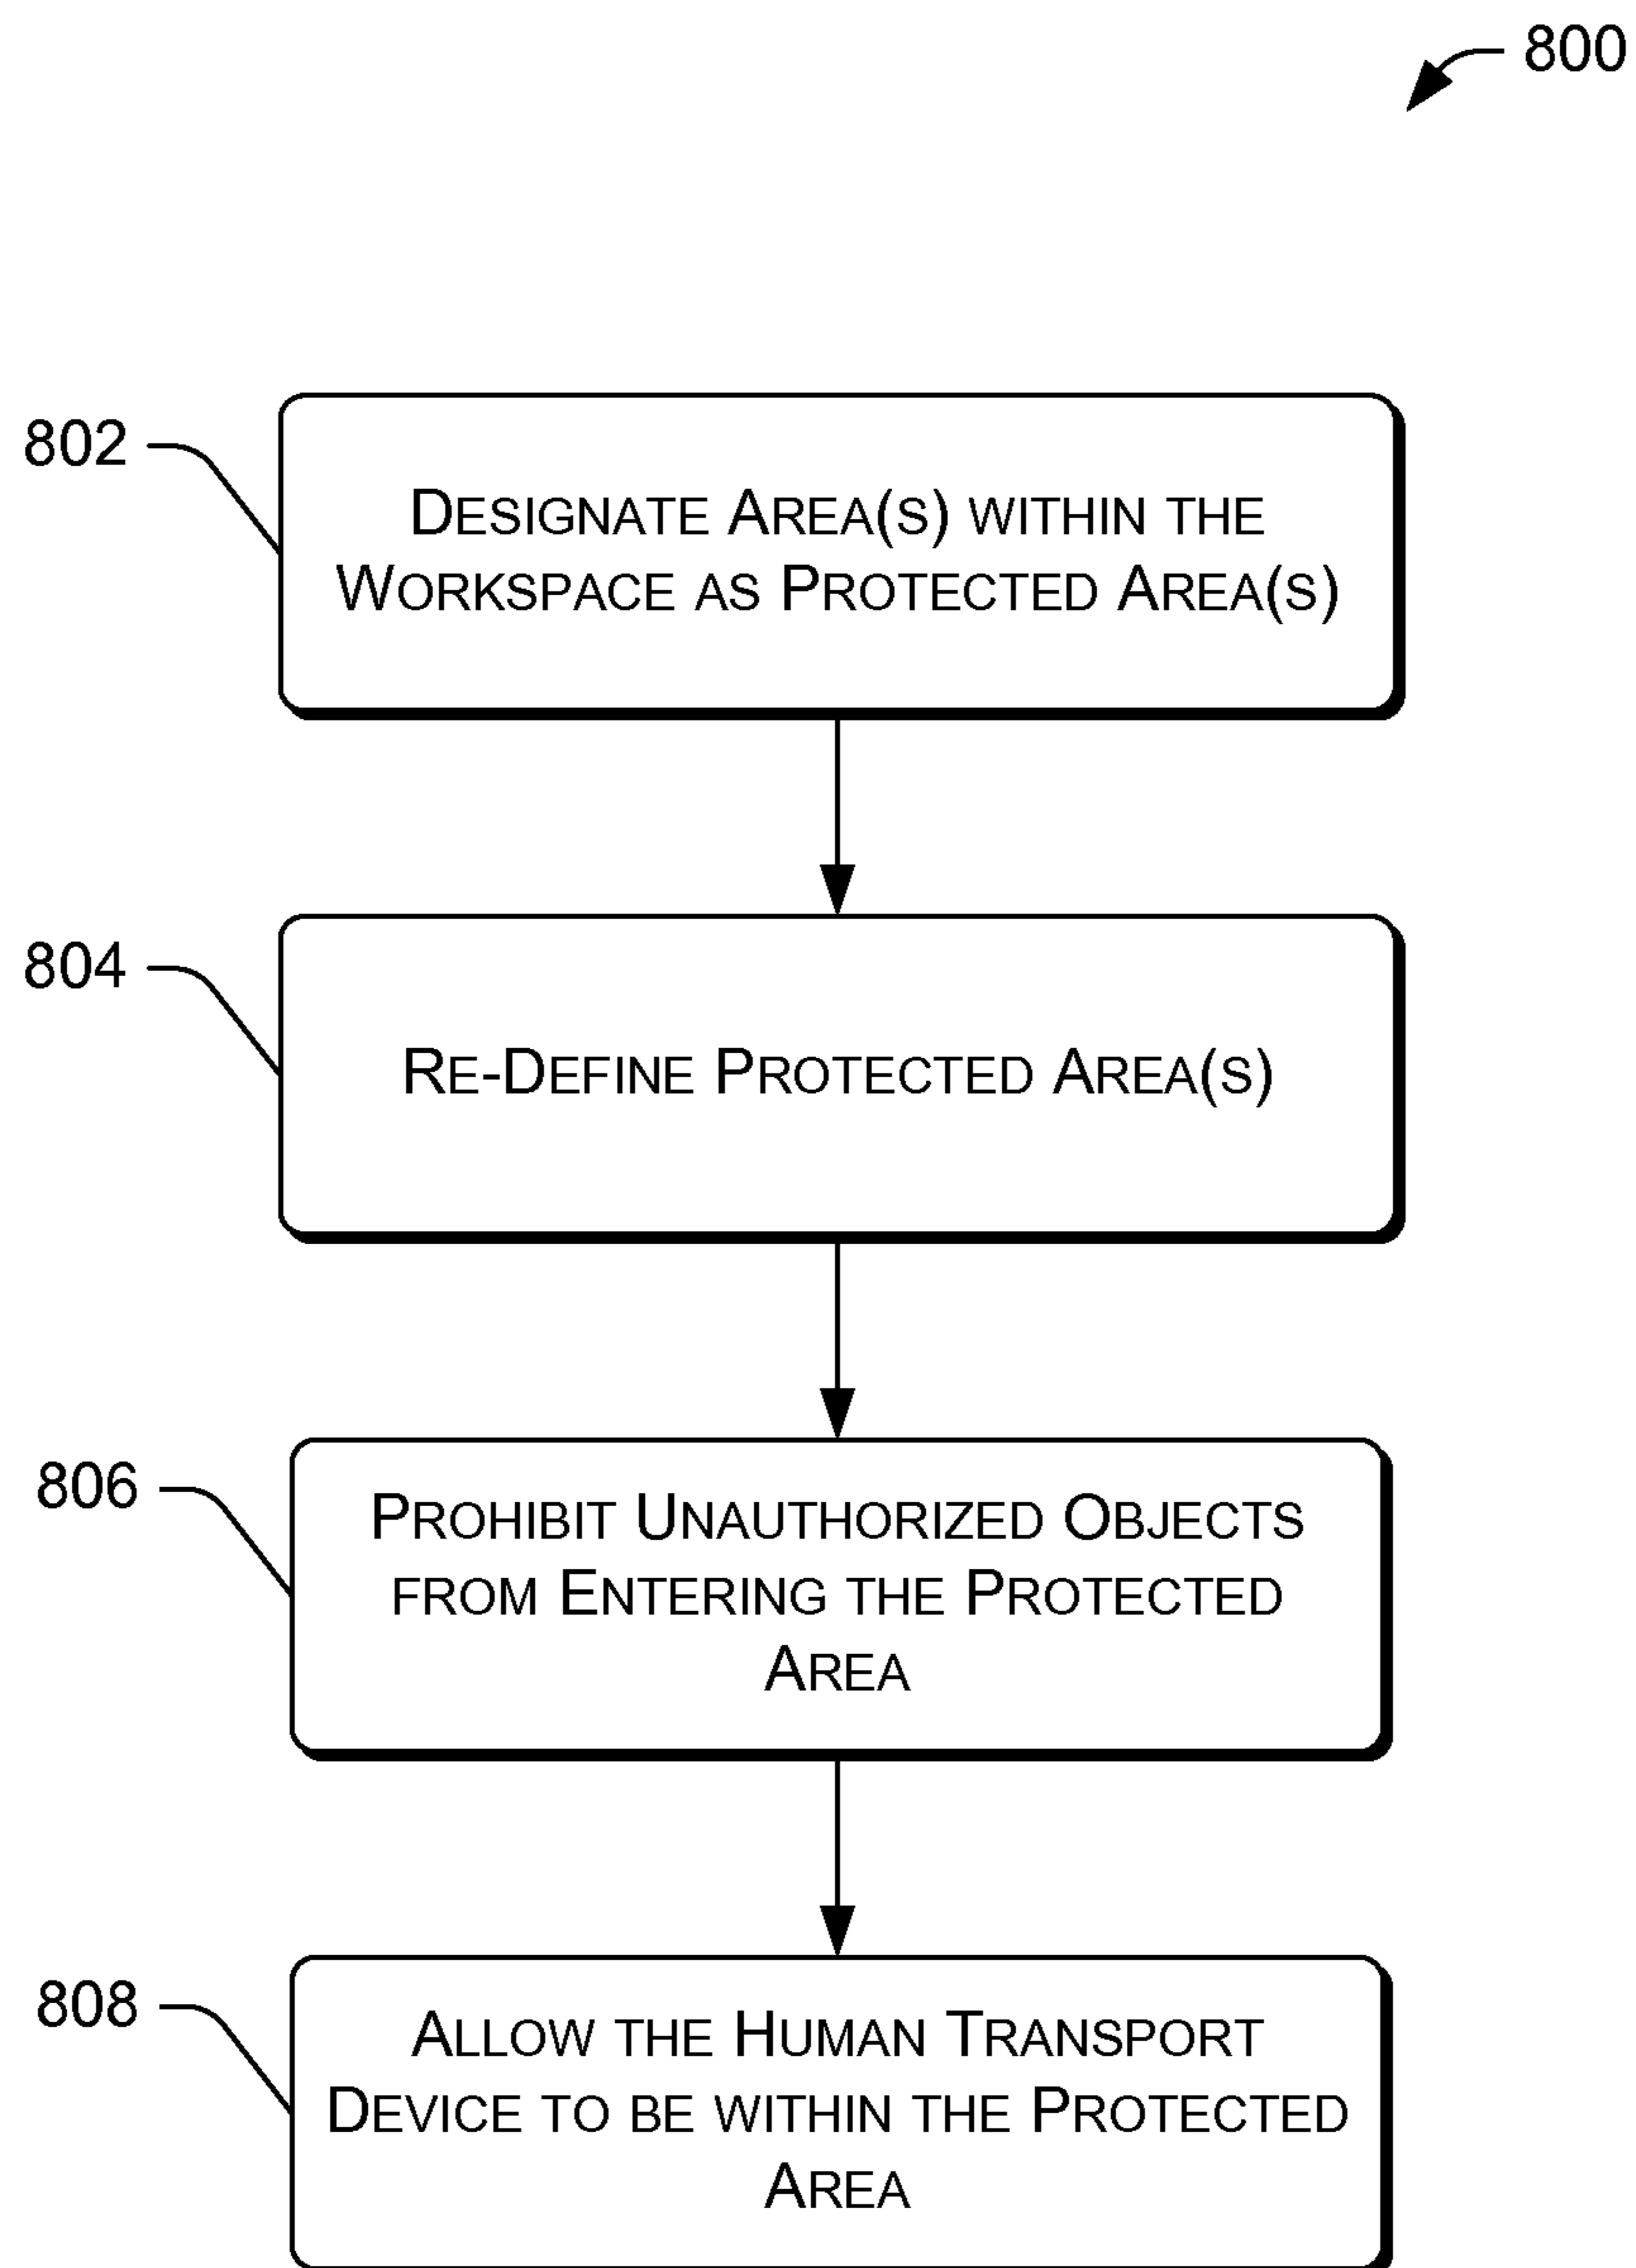 800
802
Designate Area(s) within the
Workspace as Protected Area(s)
804
Re-Define Protected Area(s)
806
Prohibit Unauthorized Objects
from Entering the Protected
Area
808
Allow the Human Transport
Device to be within the Protected
Area